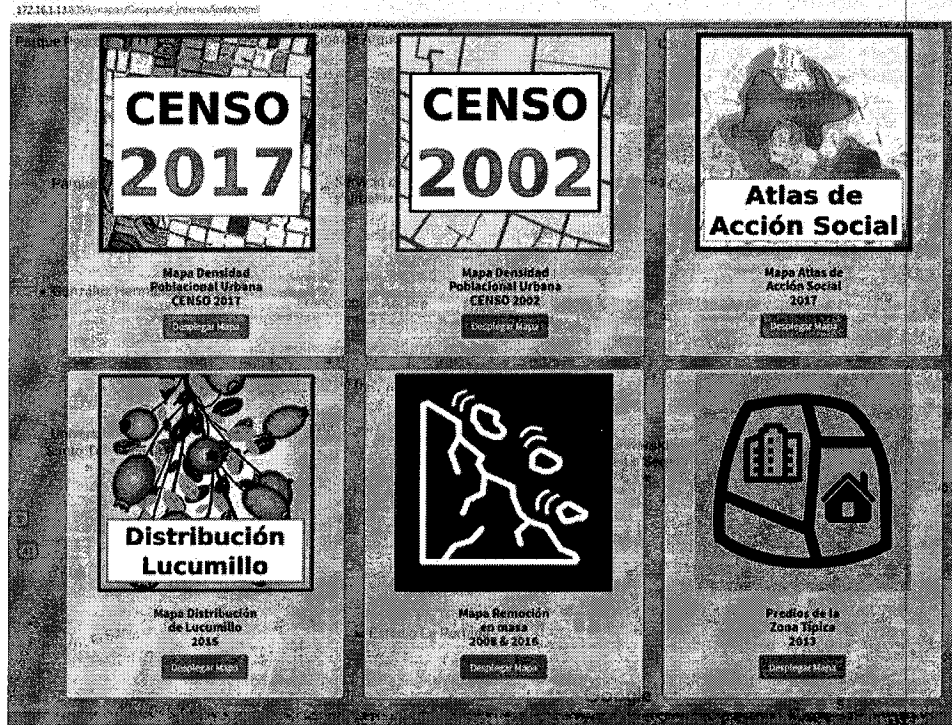 CENSO
2017
Mapa Densidad
Poblacional Urbana
CENSO 2017
Desplegar Mapa
CENSO
2002
Mapa Densidad
Poblacional Urbana
CENSO 2002
Desplegar Mapa
Atlas de
Acción Social
Mapa Atlas de
Acción Social
2017
Desplegar Mapa
Distribución
Lucumillo
Mapa Distribución
de Lucumillo
2016
Desplegar Mapa
Mapa Remoción
en masa
2008 & 2016
Desplegar Mapa
Predios de la
Zona Típica
2013
Desplegar Mapa